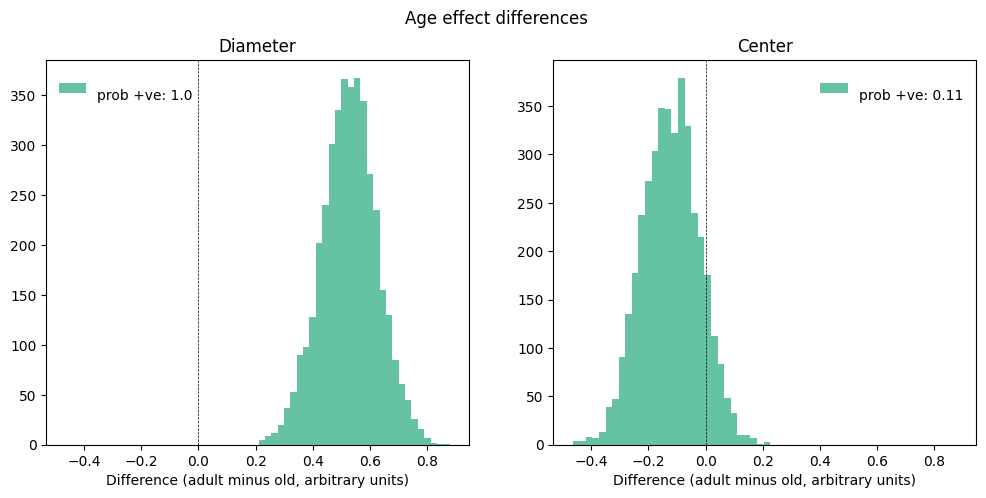 Age effect differences
Diameter
prob +ve: 1.0
350
300
250
200
150
100
50
0
−0.4 −0.2 0.0 0.2 0.4 0.6 0.8
Difference (adult minus old, arbitrary units)
Center
prob +ve: 0.11
350
300
250
200
150
100
50
0
−0.4 −0.2 0.0 0.2 0.4 0.6 0.8
Difference (adult minus old, arbitrary units)